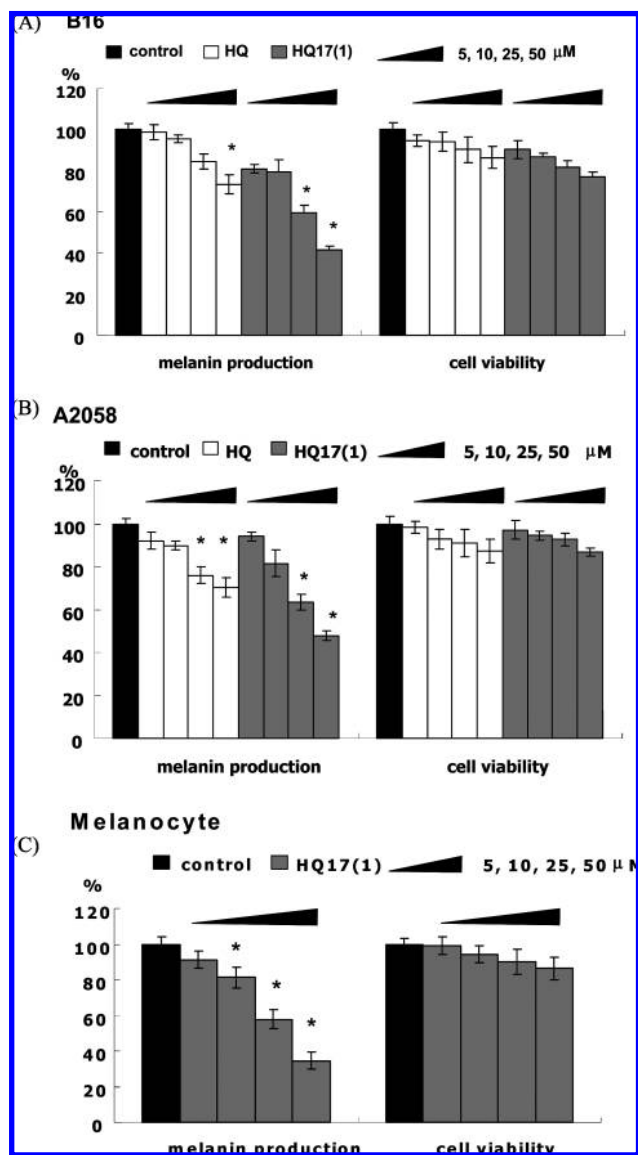 (A) B16
control HQ HQ17(1) 5, 10, 25, 50 μM
%
120
100
80
60
40
20
0
* * * 
melanin production cell viability
(B) A2058
control HQ HQ17(1) 5, 10, 25, 50 μM
%
120
100
80
60
40
20
0
* * * *
melanin production cell viability
Melanocyte
(C)
control HQ17(1) 5, 10, 25, 50 μM
%
120
100
80
60
40
20
0
* * *
melanin production cell viability